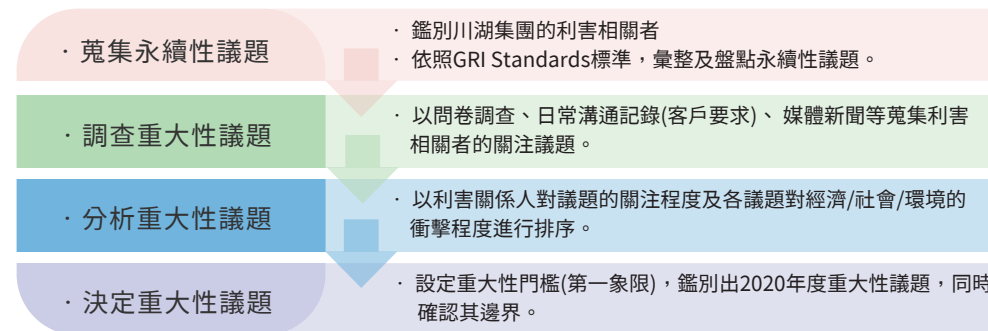 · 蒐集永續性議題
· 鑑別川湖集團的利害相關者
· 依照GRI Standards標準，彙整及盤點永續性議題。
· 調查重大性議題
· 以問卷調查、日常溝通記錄(客戶要求)、 媒體新聞等蒐集利害
相關者的關注議題。
· 分析重大性議題
· 以利害關係人對議題的關注程度及各議題對經濟/社會/環境的
衝擊程度進行排序。
· 決定重大性議題
· 設定重大性門檻(第一象限)，鑑別出2020年度重大性議題，同時
確認其邊界。